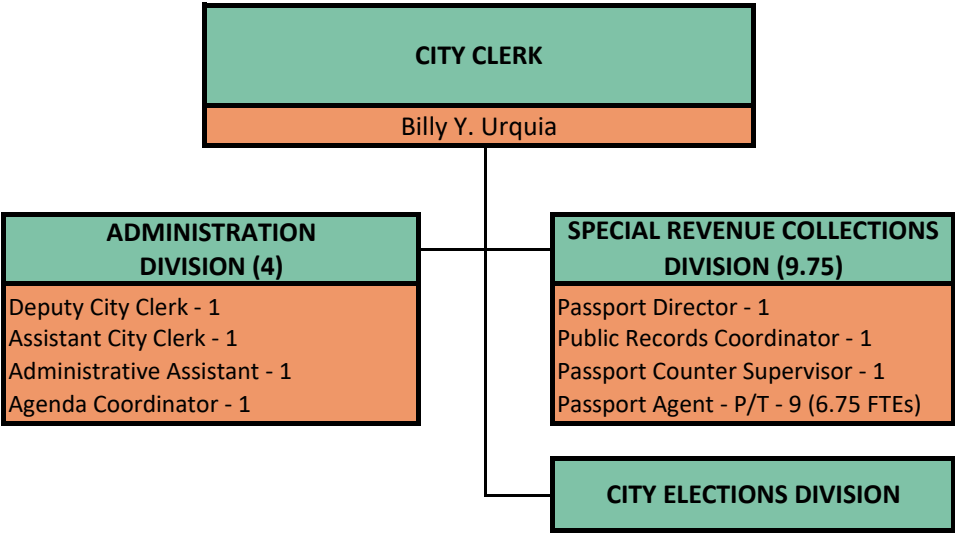 CITY CLERK
Billy Y. Urquia
ADMINISTRATION
DIVISION (4)
Deputy City Clerk - 1
Assistant City Clerk - 1
Administrative Assistant - 1
Agenda Coordinator - 1
SPECIAL REVENUE COLLECTIONS
DIVISION (9.75)
Passport Director - 1
Public Records Coordinator - 1
Passport Counter Supervisor - 1
Passport Agent - P/T - 9 (6.75 FTEs)
CITY ELECTIONS DIVISION